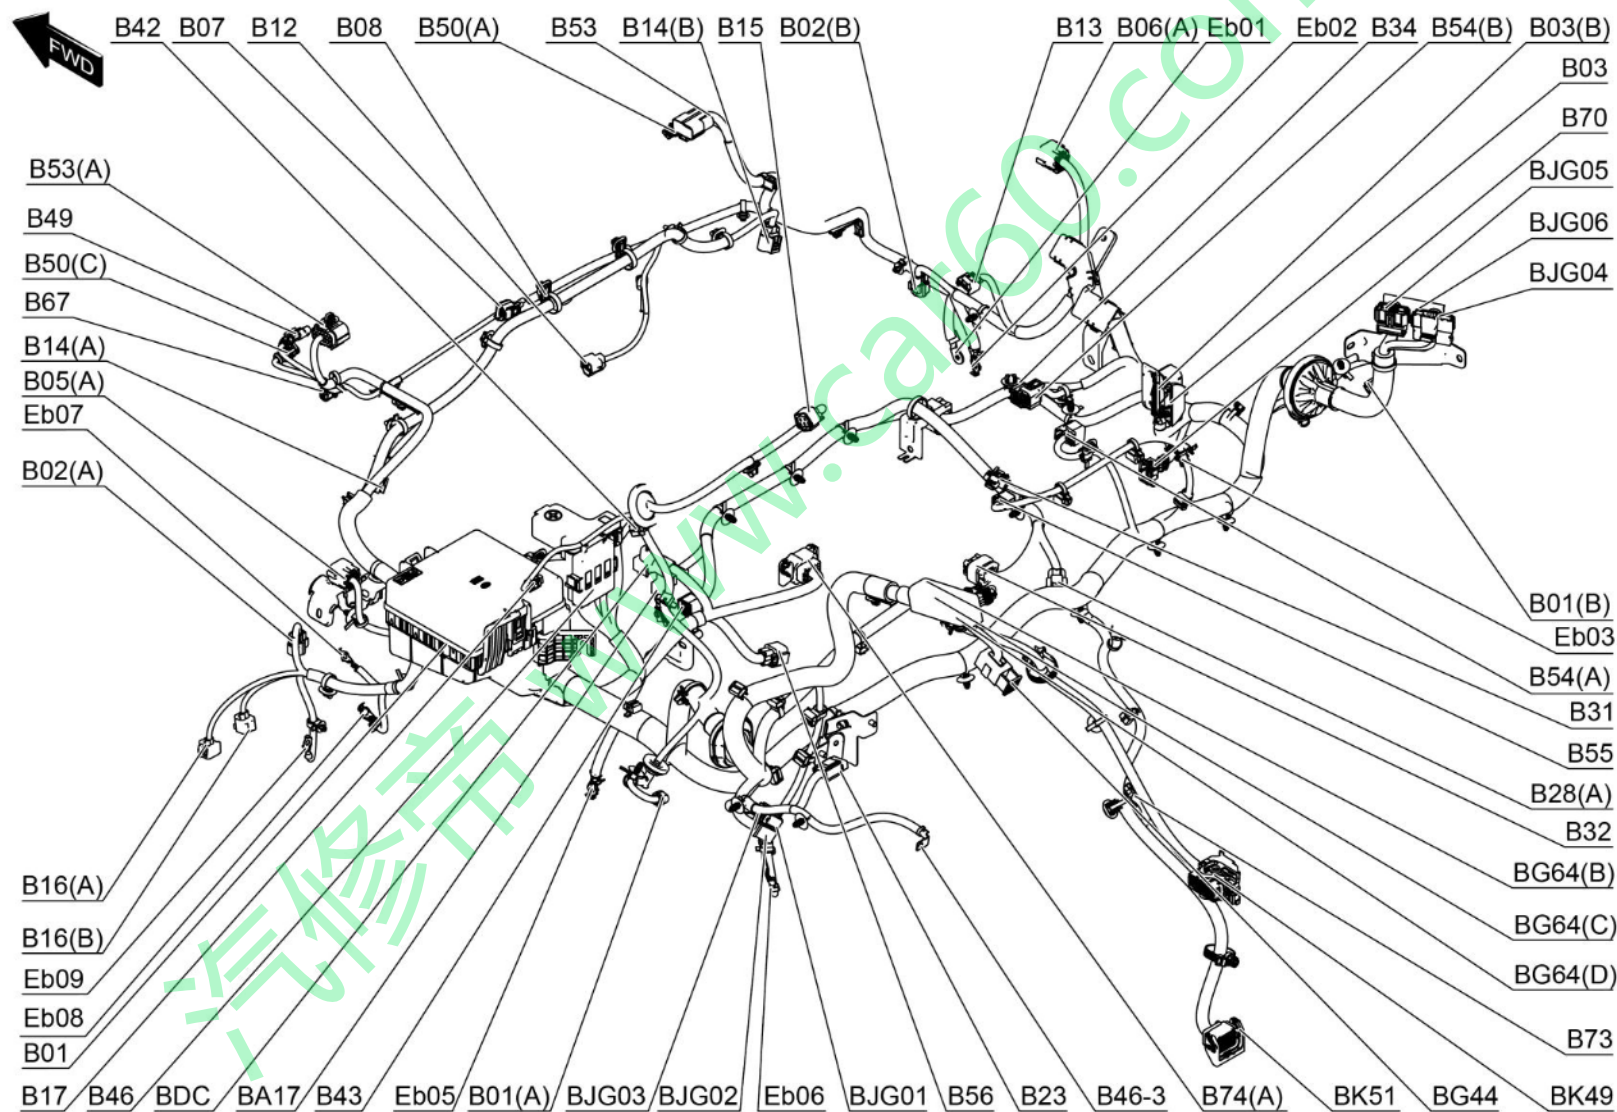 FWD
B42 B07 B12 B08 B50(A) B53 B14(B) B15 B02(B) B13 B06(A) Eb01 Eb02 B34 B54(B) B03(B)
B03
B70
B53(A)
BJG05
B49
BJG06
B50(C)
BJG04
B67
B14(A)
B05(A)
Eb07
B02(A)
B01(B)
Eb03
B54(A)
B31
B55
B28(A)
B32
B16(A)
BG64(B)
B16(B)
BG64(C)
Eb09
BG64(D)
Eb08
B73
B01
B17 B46 BDC BA17 B43 Eb05 B01(A) BJG03 BJG02 Eb06 BJG01 B56 B23 B46-3 B74(A) BK51 BG44 BK49
汽修帝 www.car60.com